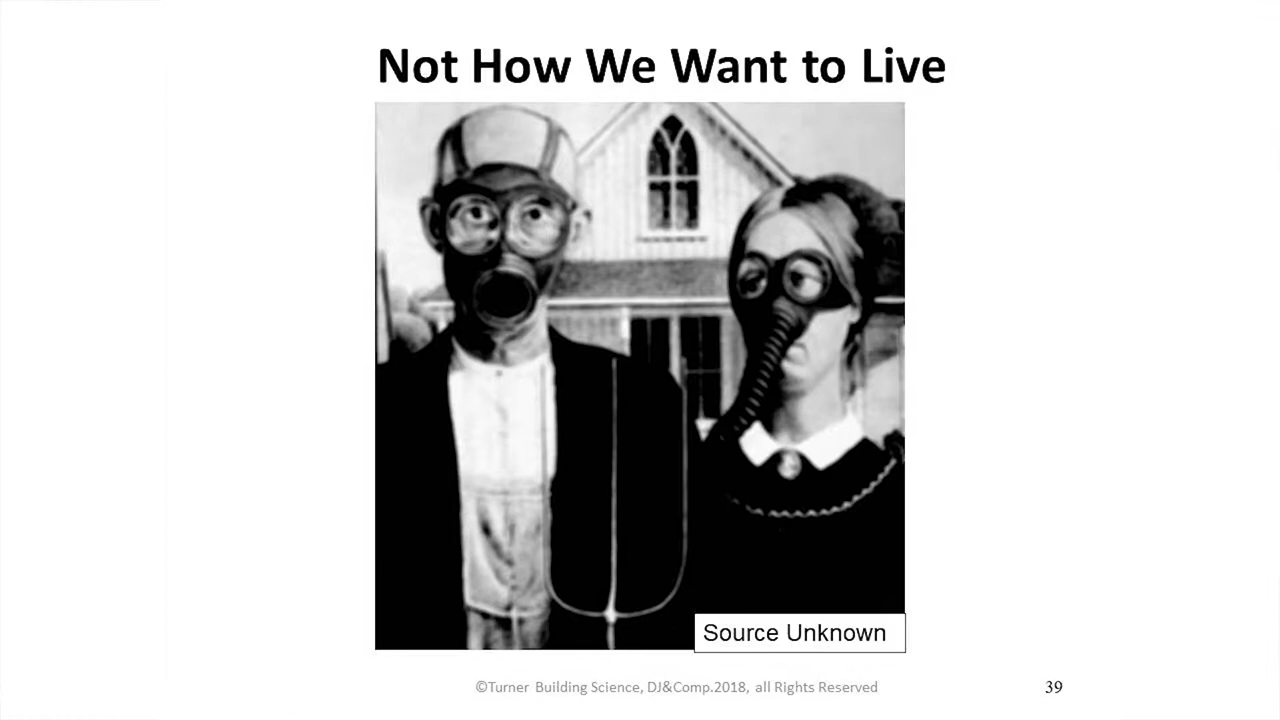 Not How We Want to Live
Source Unknown
©Turner Building Science, DJ&Comp.2018, all Rights Reserved
39